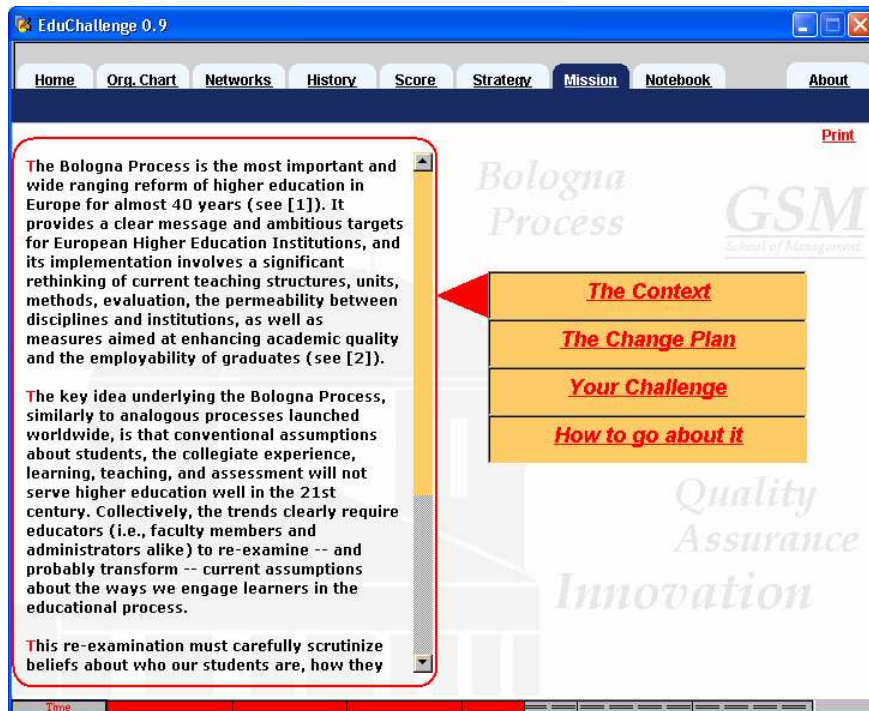 EduChallenge 0.9
Home Org. Chart Networks History Score Strategy Mission Notebook About
Print
The Bologna Process is the most important and
wide ranging reform of higher education in
Europe for almost 40 years (see [1]). It
provides a clear message and ambitious targets
for European Higher Education Institutions, and
its implementation involves a significant
rethinking of current teaching structures, units,
methods, evaluation, the permeability between
disciplines and institutions, as well as
measures aimed at enhancing academic quality
and the employability of graduates (see [2]).
The key idea underlying the Bologna Process,
similarly to analogous processes launched
worldwide, is that conventional assumptions
about students, the collegiate experience,
learning, teaching, and assessment will not
serve higher education well in the 21st
century. Collectively, the trends clearly require
educators (i.e., faculty members and
administrators alike) to re-examine -- and
probably transform -- current assumptions
about the ways we engage learners in the
educational process.
This re-examination must carefully scrutinize
beliefs about who our students are, how they
Bologna
Process
GSM
School of Management
The Context
The Change Plan
Your Challenge
How to go about it
Quality
Assurance
Innovation
Time